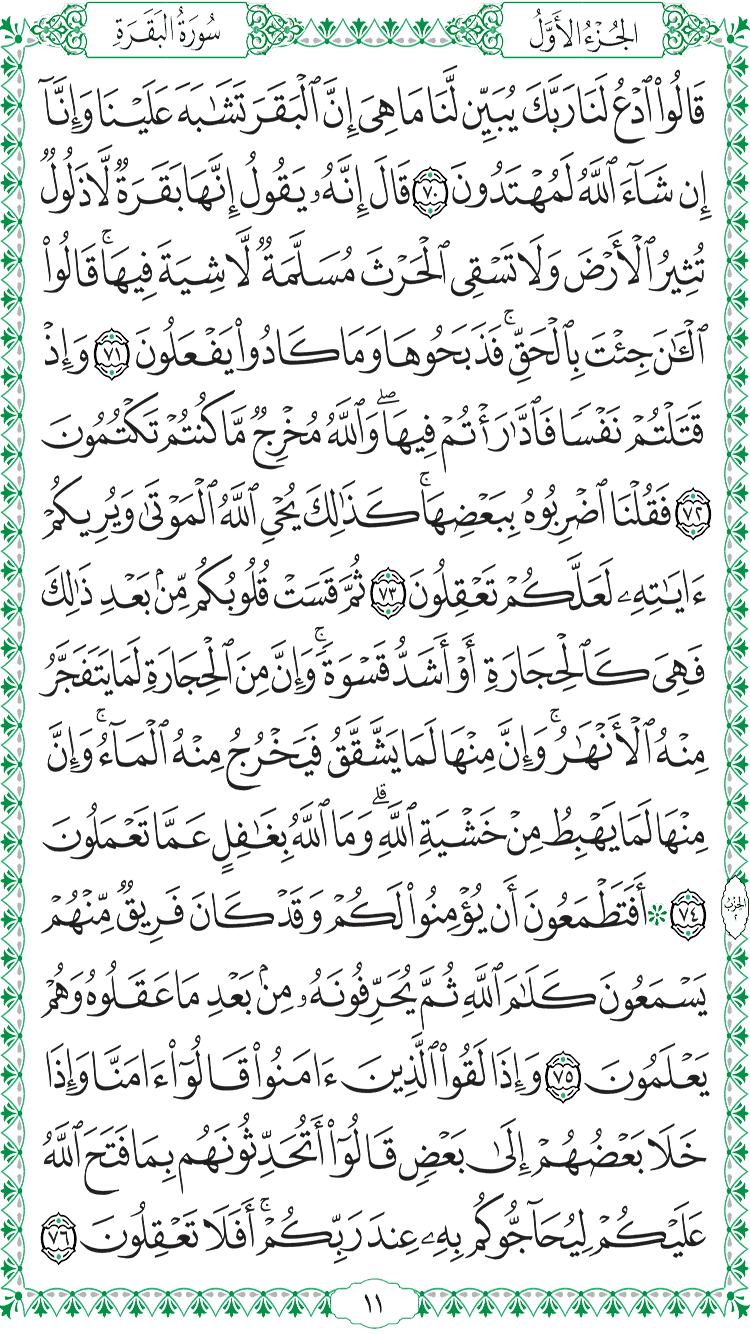 الجُزْءُ الأَوَّلُ
سُورَةُ البَقَرَةِ
قَالُوا۟ ٱدْعُ لَنَا رَبَّكَ يُبَيِّن لَّنَا مَا هِىَ إِنَّ ٱلْبَقَرَ تَشَٰبَهَ عَلَيْنَا وَإِنَّآ
إِن شَآءَ ٱللَّهُ لَمُهْتَدُونَ ٧٠ قَالَ إِنَّهُۥ يَقُولُ إِنَّهَا بَقَرَةٌ لَّا ذَلُولٌ
تُثِيرُ ٱلْأَرْضَ وَلَا تَسْقِى ٱلْحَرْثَ مُسَلَّمَةٌ لَّا شِيَةَ فِيهَا ۚ قَالُوا۟
ٱلْـَٰٔنَ جِئْتَ بِٱلْحَقِّ ۚ فَذَبَحُوهَا وَمَا كَادُوا۟ يَفْعَلُونَ ٧١ وَإِذْ
قَتَلْتُمْ نَفْسًا فَٱدَّٰرَْٰٔتُمْ فِيهَا ۖ وَٱللَّهُ مُخْرِجٌ مَّا كُنتُمْ تَكْتُمُونَ
٧٢ فَقُلْنَا ٱضْرِبُوهُ بِبَعْضِهَا ۚ كَذَٰلِكَ يُحْىِ ٱللَّهُ ٱلْمَوْتَىٰ وَيُرِيكُمْ
ءَايَٰتِهِۦ لَعَلَّكُمْ تَعْقِلُونَ ٧٣ ثُمَّ قَسَتْ قُلُوبُكُم مِّنۢ بَعْدِ ذَٰلِكَ
فَهِىَ كَٱلْحِجَارَةِ أَوْ أَشَدُّ قَسْوَةً ۚ وَإِنَّ مِنَ ٱلْحِجَارَةِ لَمَا يَتَفَجَّرُ
مِنْهُ ٱلْأَنْهَٰرُ ۚ وَإِنَّ مِنْهَا لَمَا يَشَّقَّقُ فَيَخْرُجُ مِنْهُ ٱلْمَآءُ ۚ وَإِنَّ
مِنْهَا لَمَا يَهْبِطُ مِنْ خَشْيَةِ ٱللَّهِ ۗ وَمَا ٱللَّهُ بِغَٰفِلٍ عَمَّا تَعْمَلُونَ
٧٤ أَفَتَطْمَعُونَ أَن يُؤْمِنُوا۟ لَكُمْ وَقَدْ كَانَ فَرِيقٌ مِّنْهُمْ
الحِزْب ٢
يَسْمَعُونَ كَلَٰمَ ٱللَّهِ ثُمَّ يُحَرِّفُونَهُۥ مِنۢ بَعْدِ مَا عَقَلُوهُ وَهُمْ
يَعْلَمُونَ ٧٥ وَإِذَا لَقُوا۟ ٱلَّذِينَ ءَامَنُوا۟ قَالُوٓا۟ ءَامَنَّا وَإِذَا
خَلَا بَعْضُهُمْ إِلَىٰ بَعْضٍ قَالُوٓا۟ أَتُحَدِّثُونَهُم بِمَا فَتَحَ ٱللَّهُ
عَلَيْكُمْ لِيُحَآجُّوكُم بِهِۦ عِندَ رَبِّكُمْ ۚ أَفَلَا تَعْقِلُونَ ٧٦
١١